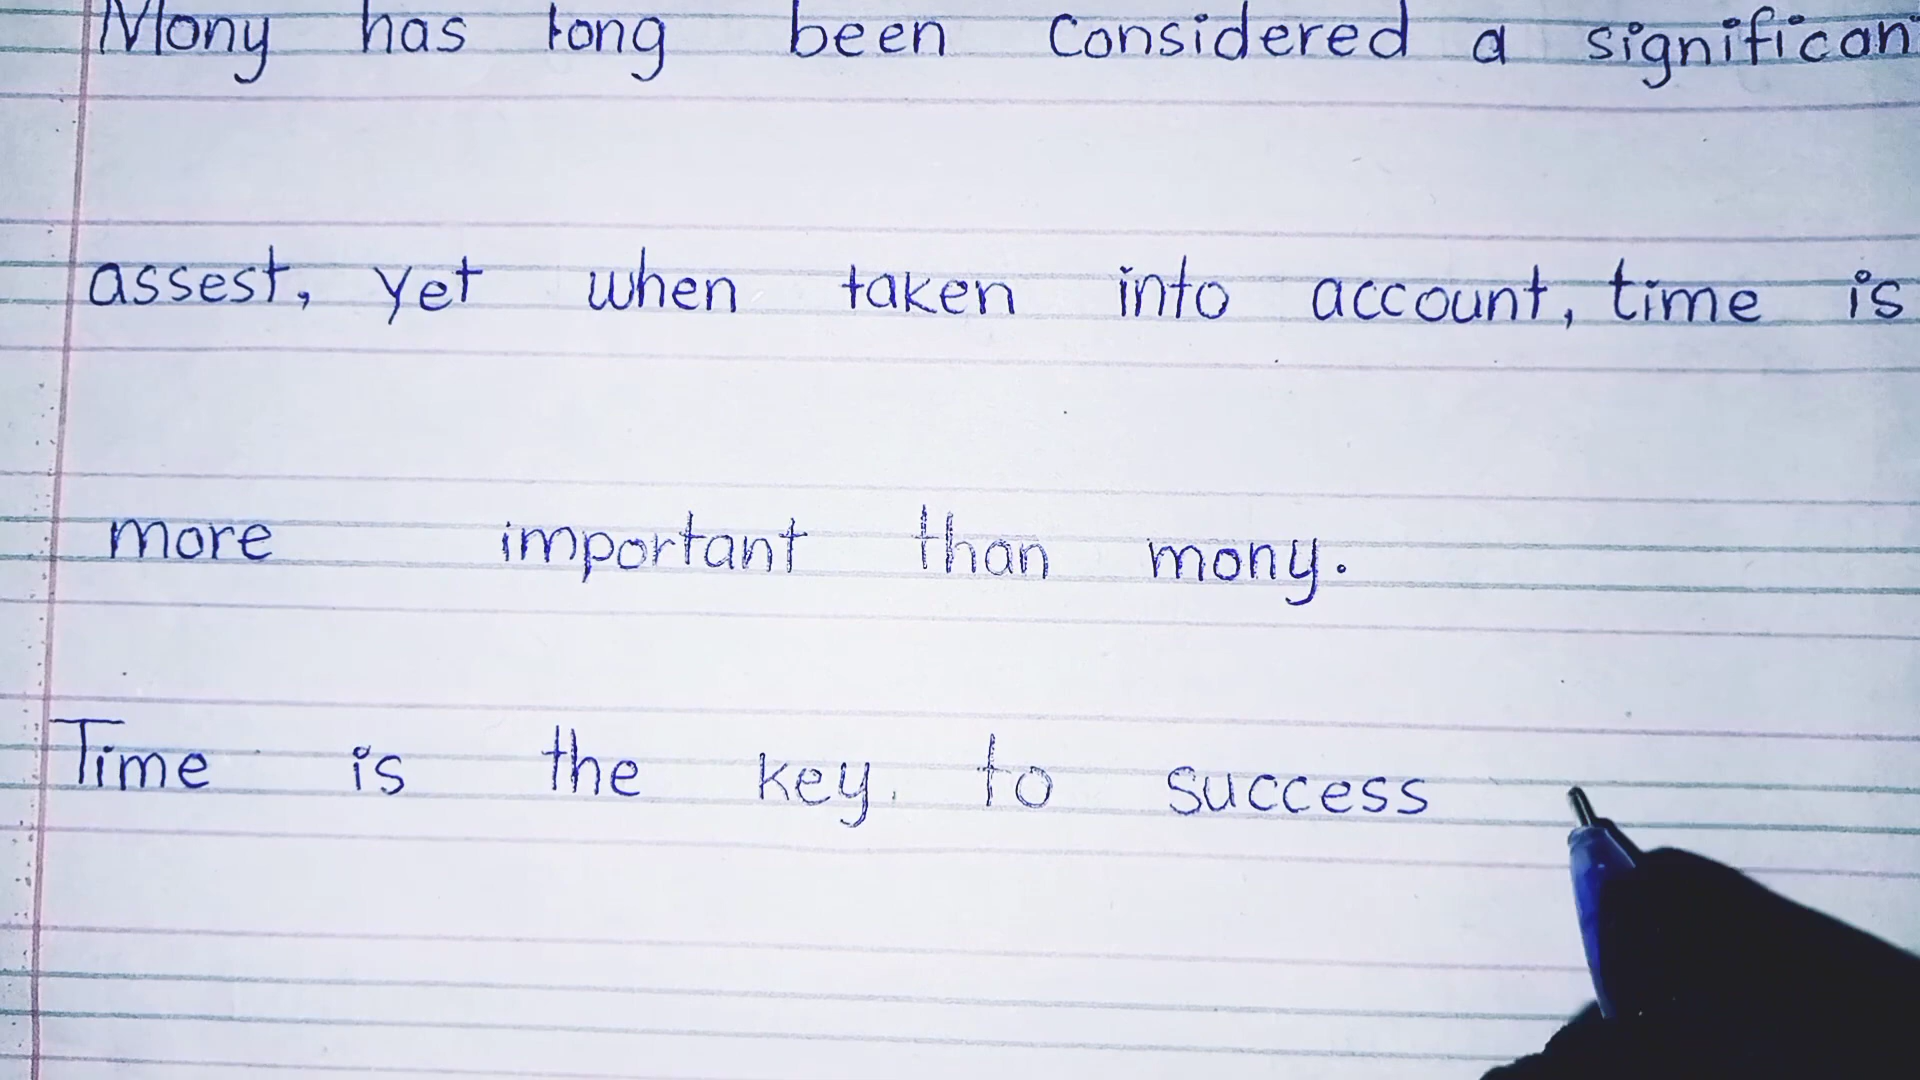 Mony has long been considered a significan
assest, yet when taken into account, time is
more important than mony.
Time is the key to success